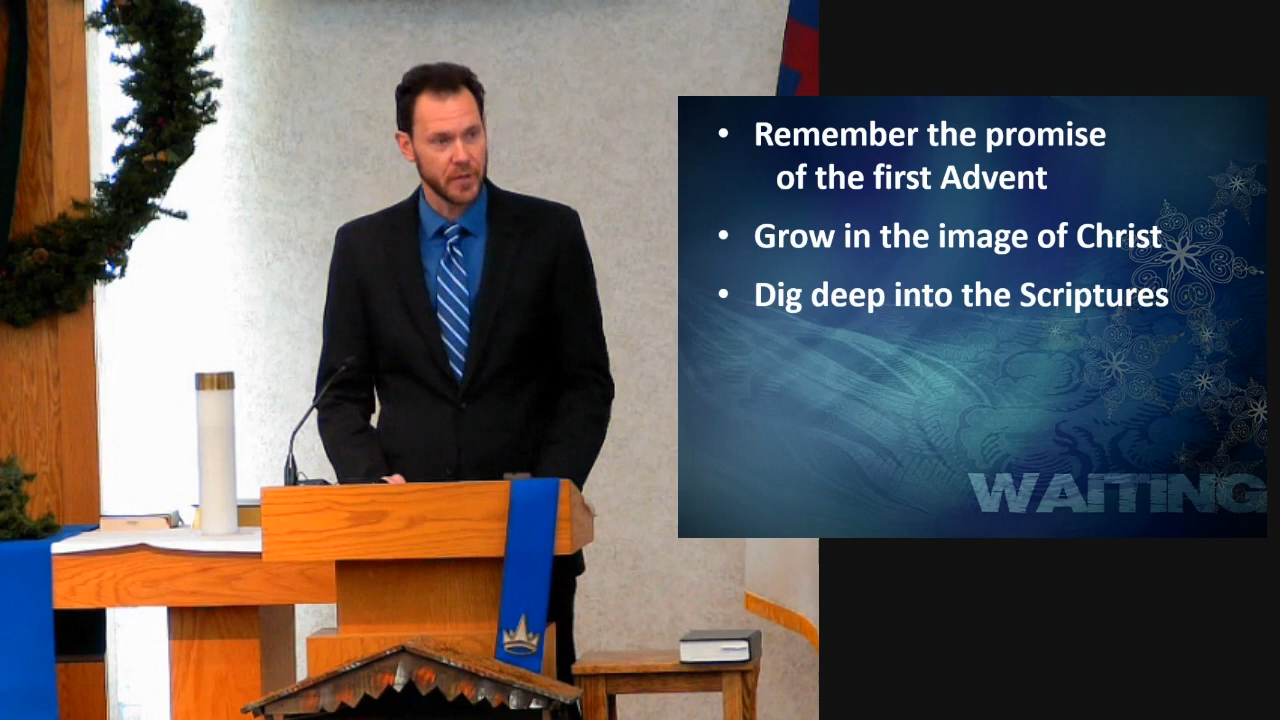 • Remember the promise
of the first Advent
• Grow in the image of Christ
• Dig deep into the Scriptures
WAITING